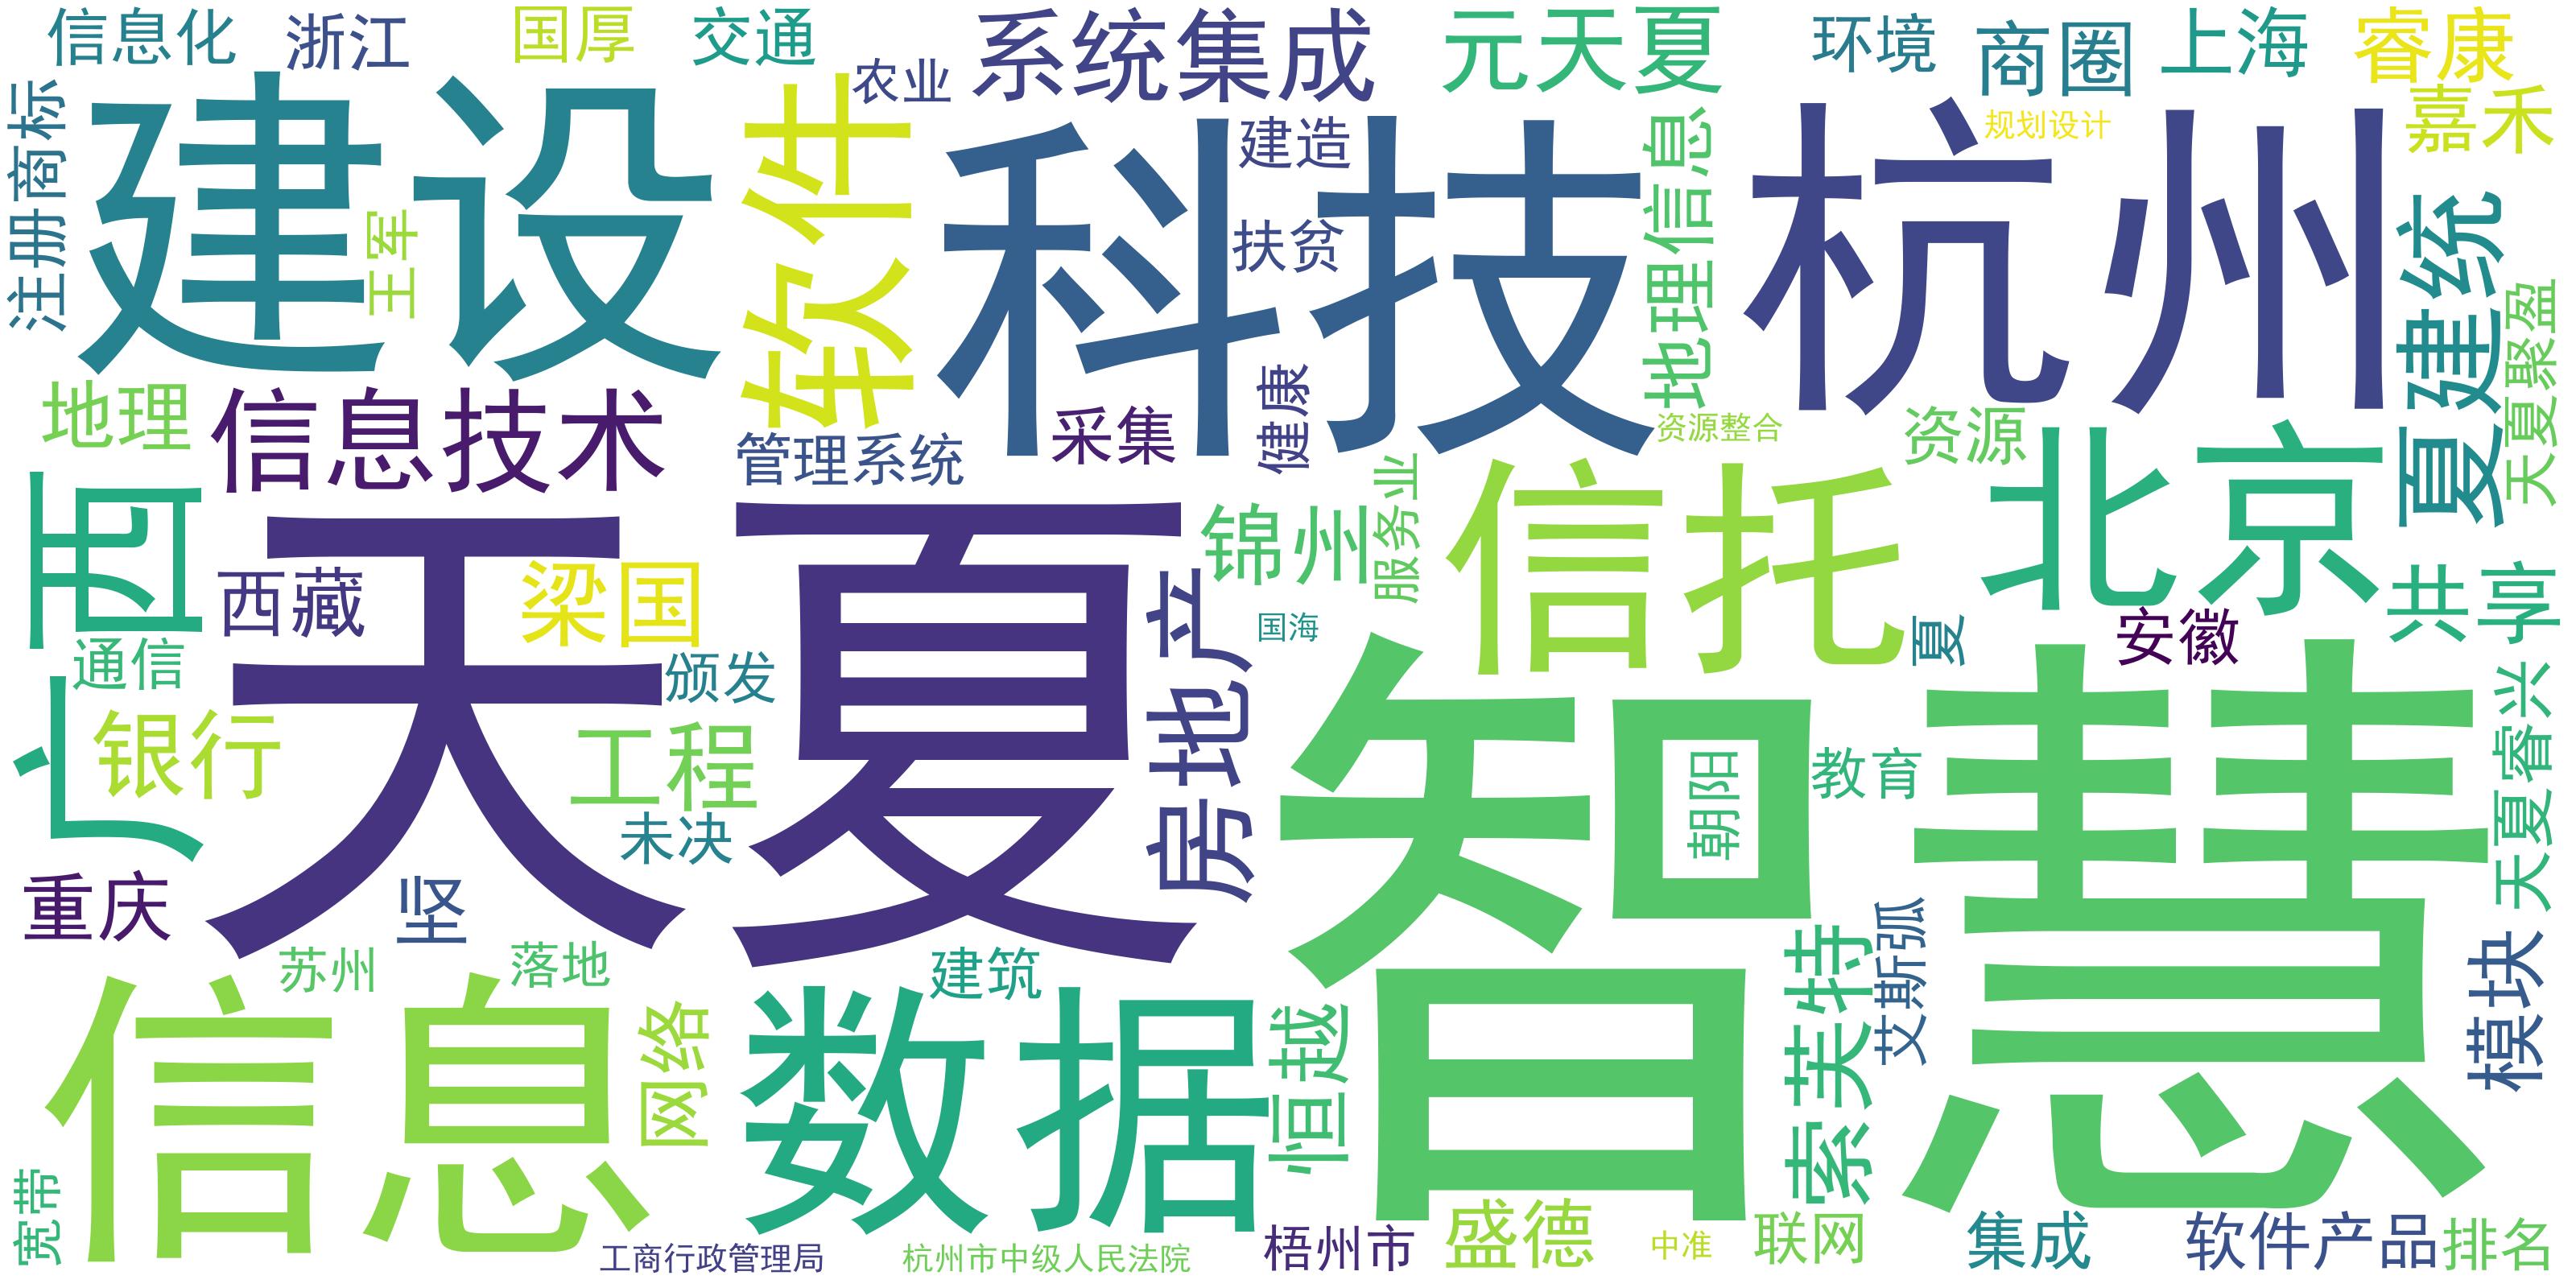 信息化
浙江
国厚
交通
农业
系统集成
元天夏
环境
商圈
上海
睿康
嘉禾
规划设计
注册商标
建设
王军
软件
科技
建造
扶贫
地理信息
杭州
夏建统
天夏聚盈
地理
信息技术
管理系统
采集
健康
资源整合
资源
北京
广西
西藏
梁国
天夏
锦州
服务业
信托
国海
夏
安徽
共享
通信
颁发
银行
工程
未决
房地产
智慧
朝阳
教育
天夏睿兴
重庆
坚
苏州
落地
建筑
信息
网络
数据
恒越
索芙特
艾斯弧
模块
宽带
工商行政管理局
杭州市中级人民法院
梧州市
盛德
中准
联网
集成
软件产品
排名